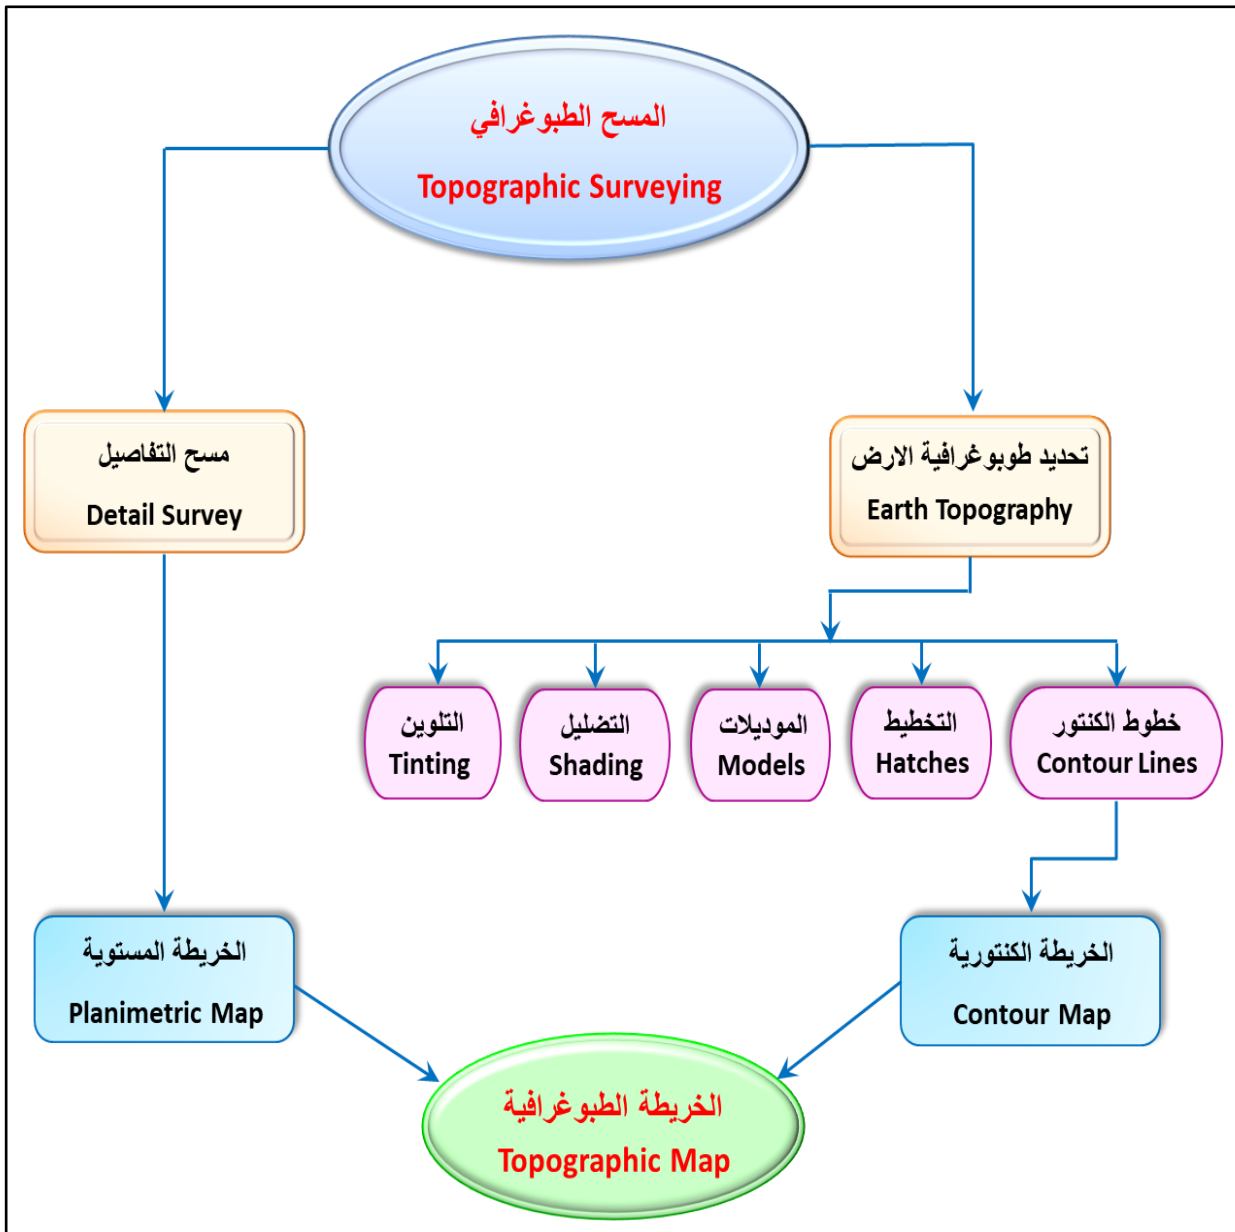 المسح الطبوغرافي
Topographic Surveying
مسح التفاصيل
Detail Survey
تحديد طوبوغرافية الارض
Earth Topography
التلوين
Tinting
التضليل
Shading
الموديلات
Models
التخطيط
Hatches
خطوط الكنتور
Contour Lines
الخريطة المستوية
Planimetric Map
الخريطة الكنتورية
Contour Map
الخريطة الطبوغرافية
Topographic Map